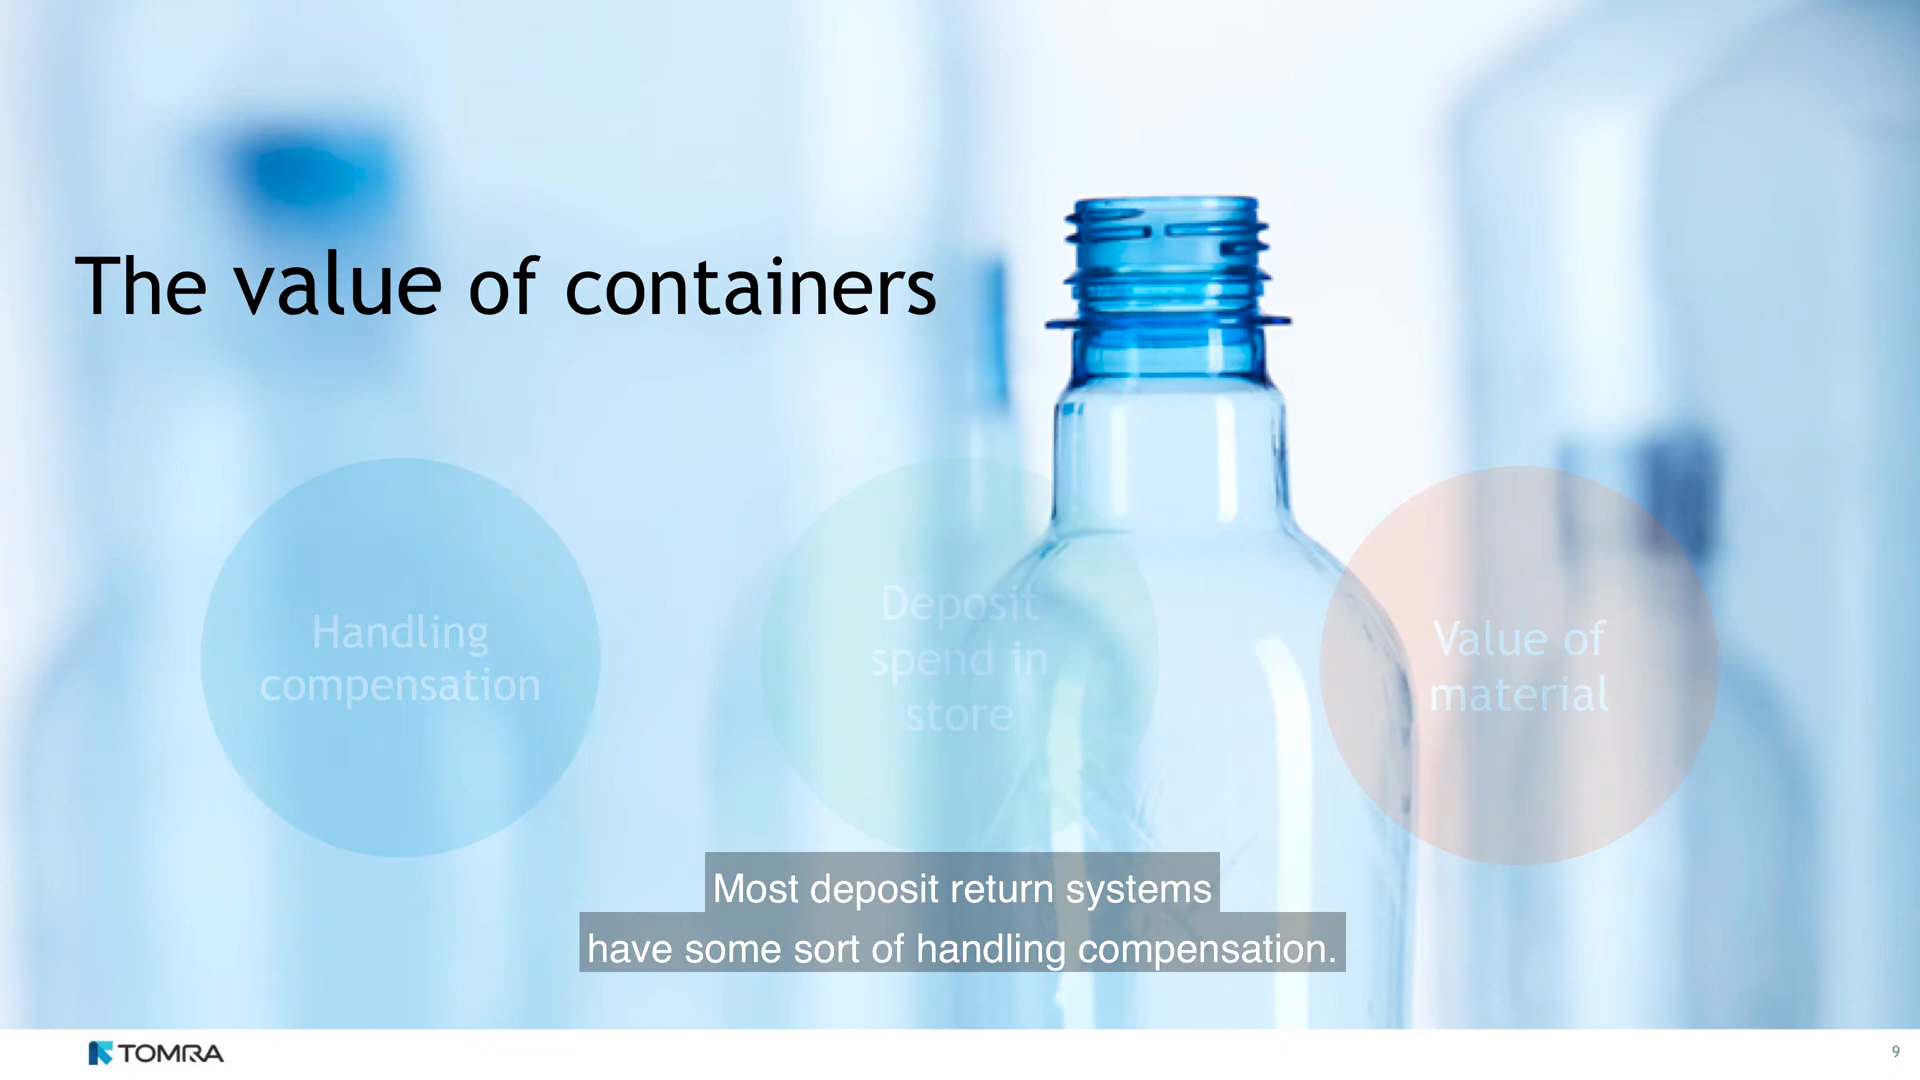 The value of containers
Handling
compensation
Deposit
spend in
store
Value of
material
Most deposit return systems
have some sort of handling compensation.
TOMRA
9